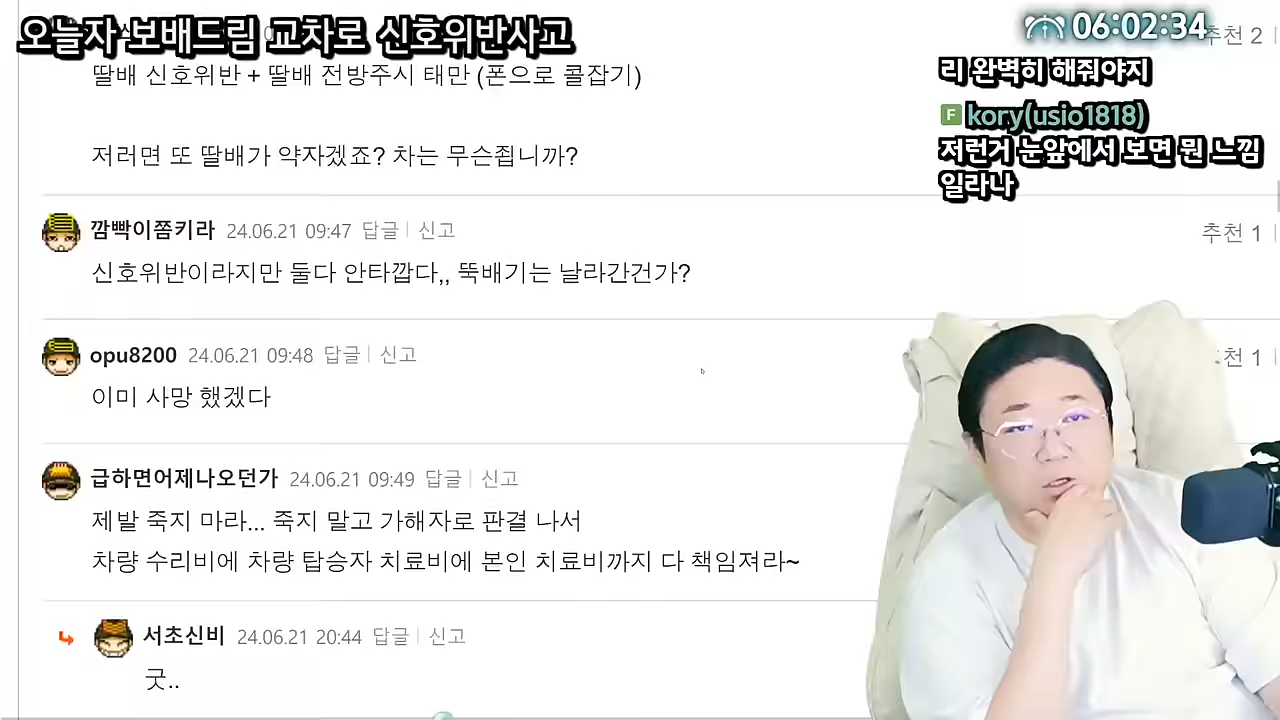 오늘자 보배드림 교차로 신호위반사고
06:02:34
추천 2
딸배 신호위반 + 딸배 전방주시 태만 (폰으로 콜잡기)
저러면 또 딸배가 약자겠죠? 차는 무슨죕니까?
리 완벽히 해줘야지
F kory(usio1818)
저런거 눈앞에서 보면 뭔 느낌
일라나
깜빡이쫌키라 24.06.21 09:47 답글 신고
추천 1
신호위반이라지만 둘다 안타깝다,, 뚝배기는 날라간건가?
opu8200 24.06.21 09:48 답글 신고
천 1
이미 사망 했겠다
급하면어제나오던가 24.06.21 09:49 답글 신고
제발 죽지 마라... 죽지 말고 가해자로 판결 나서
차량 수리비에 차량 탑승자 치료비에 본인 치료비까지 다 책임져라~
서초신비 24.06.21 20:44 답글 신고
굿..